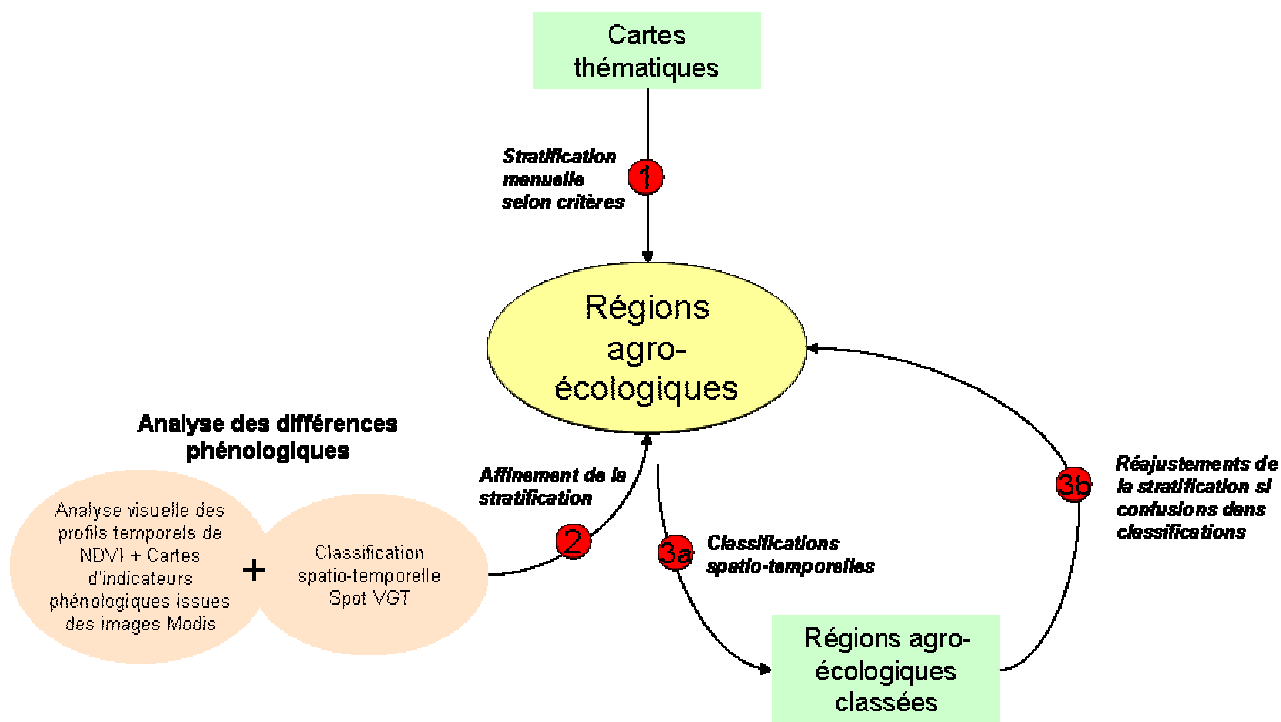 Cartes
thématiques
Stratification
manuelle
selon critères
1
Régions
agro-
écologiques
Analyse des différences
phénologiques
Analyse visuelle des
profils temporels de
NDVI + Cartes
d'indicateurs
phénologiques issues
des images Modis
+
Classification
spatio-temporelle
Spot VGT
Affinement de la
stratification
2
3a
Classifications
spatio-temporelles
3b
Réajustements de
la stratification si
confusions dans
classifications
Régions agro-
écologiques
classées